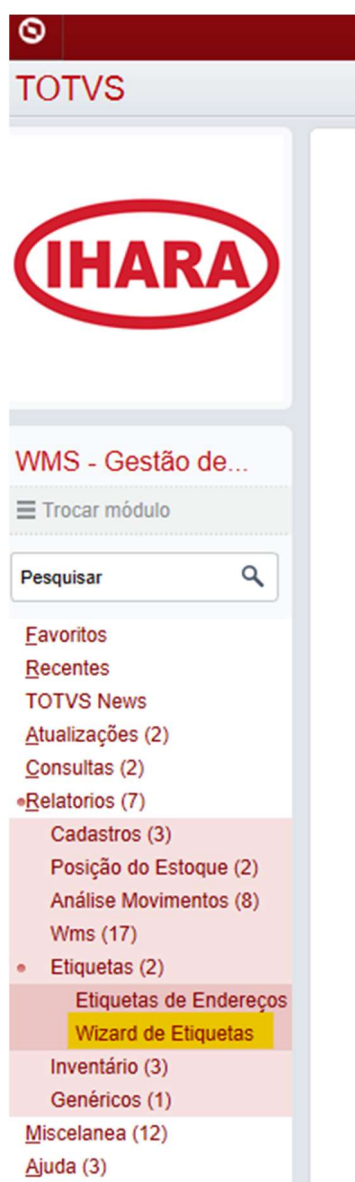 TOTVS
IHARA
WMS - Gestão de...
Trocar módulo
Pesquisar
Favoritos
Recentes
TOTVS News
Atualizações (2)
Consultas (2)
Relatorios (7)
Cadastros (3)
Posição do Estoque (2)
Análise Movimentos (8)
Wms (17)
Etiquetas (2)
Etiquetas de Endereços
Wizard de Etiquetas
Inventário (3)
Genéricos (1)
Miscelanea (12)
Ajuda (3)